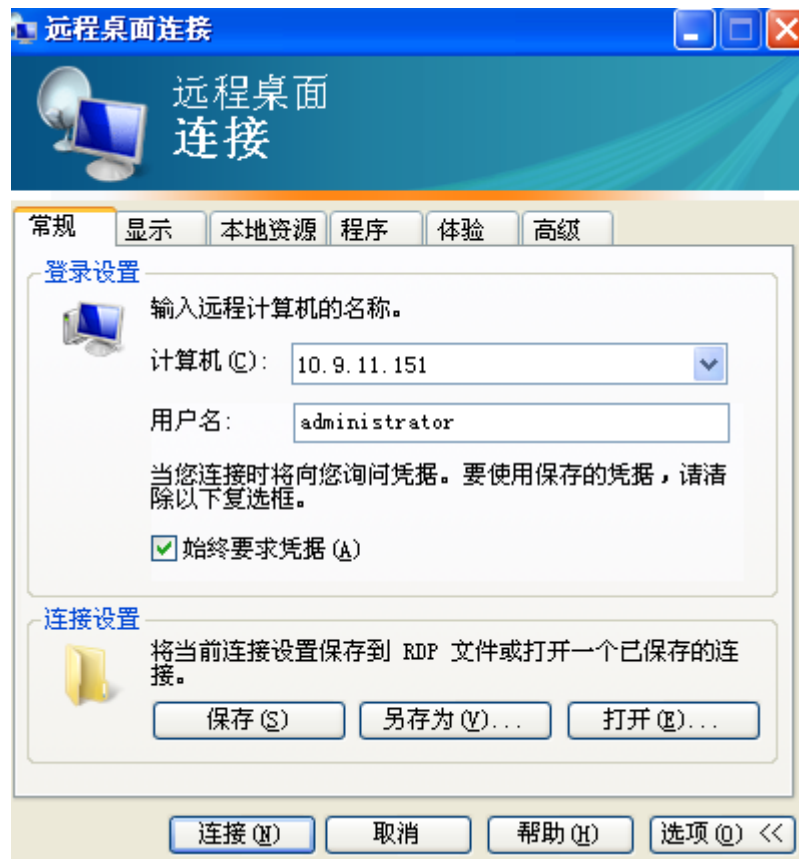 远程桌面连接
远程桌面
连接
常规 显示 本地资源 程序 体验 高级
登录设置
输入远程计算机的名称。
计算机(C): 10.9.11.151
用户名: administrator
当您连接时将向您询问凭据。要使用保存的凭据，请清
除以下复选框。
始终要求凭据(A)
连接设置
将当前连接设置保存到 RDP 文件或打开一个已保存的连
接。
保存(S) 另存为(V)... 打开(E)...
连接(N) 取消 帮助(H) 选项(O) <<